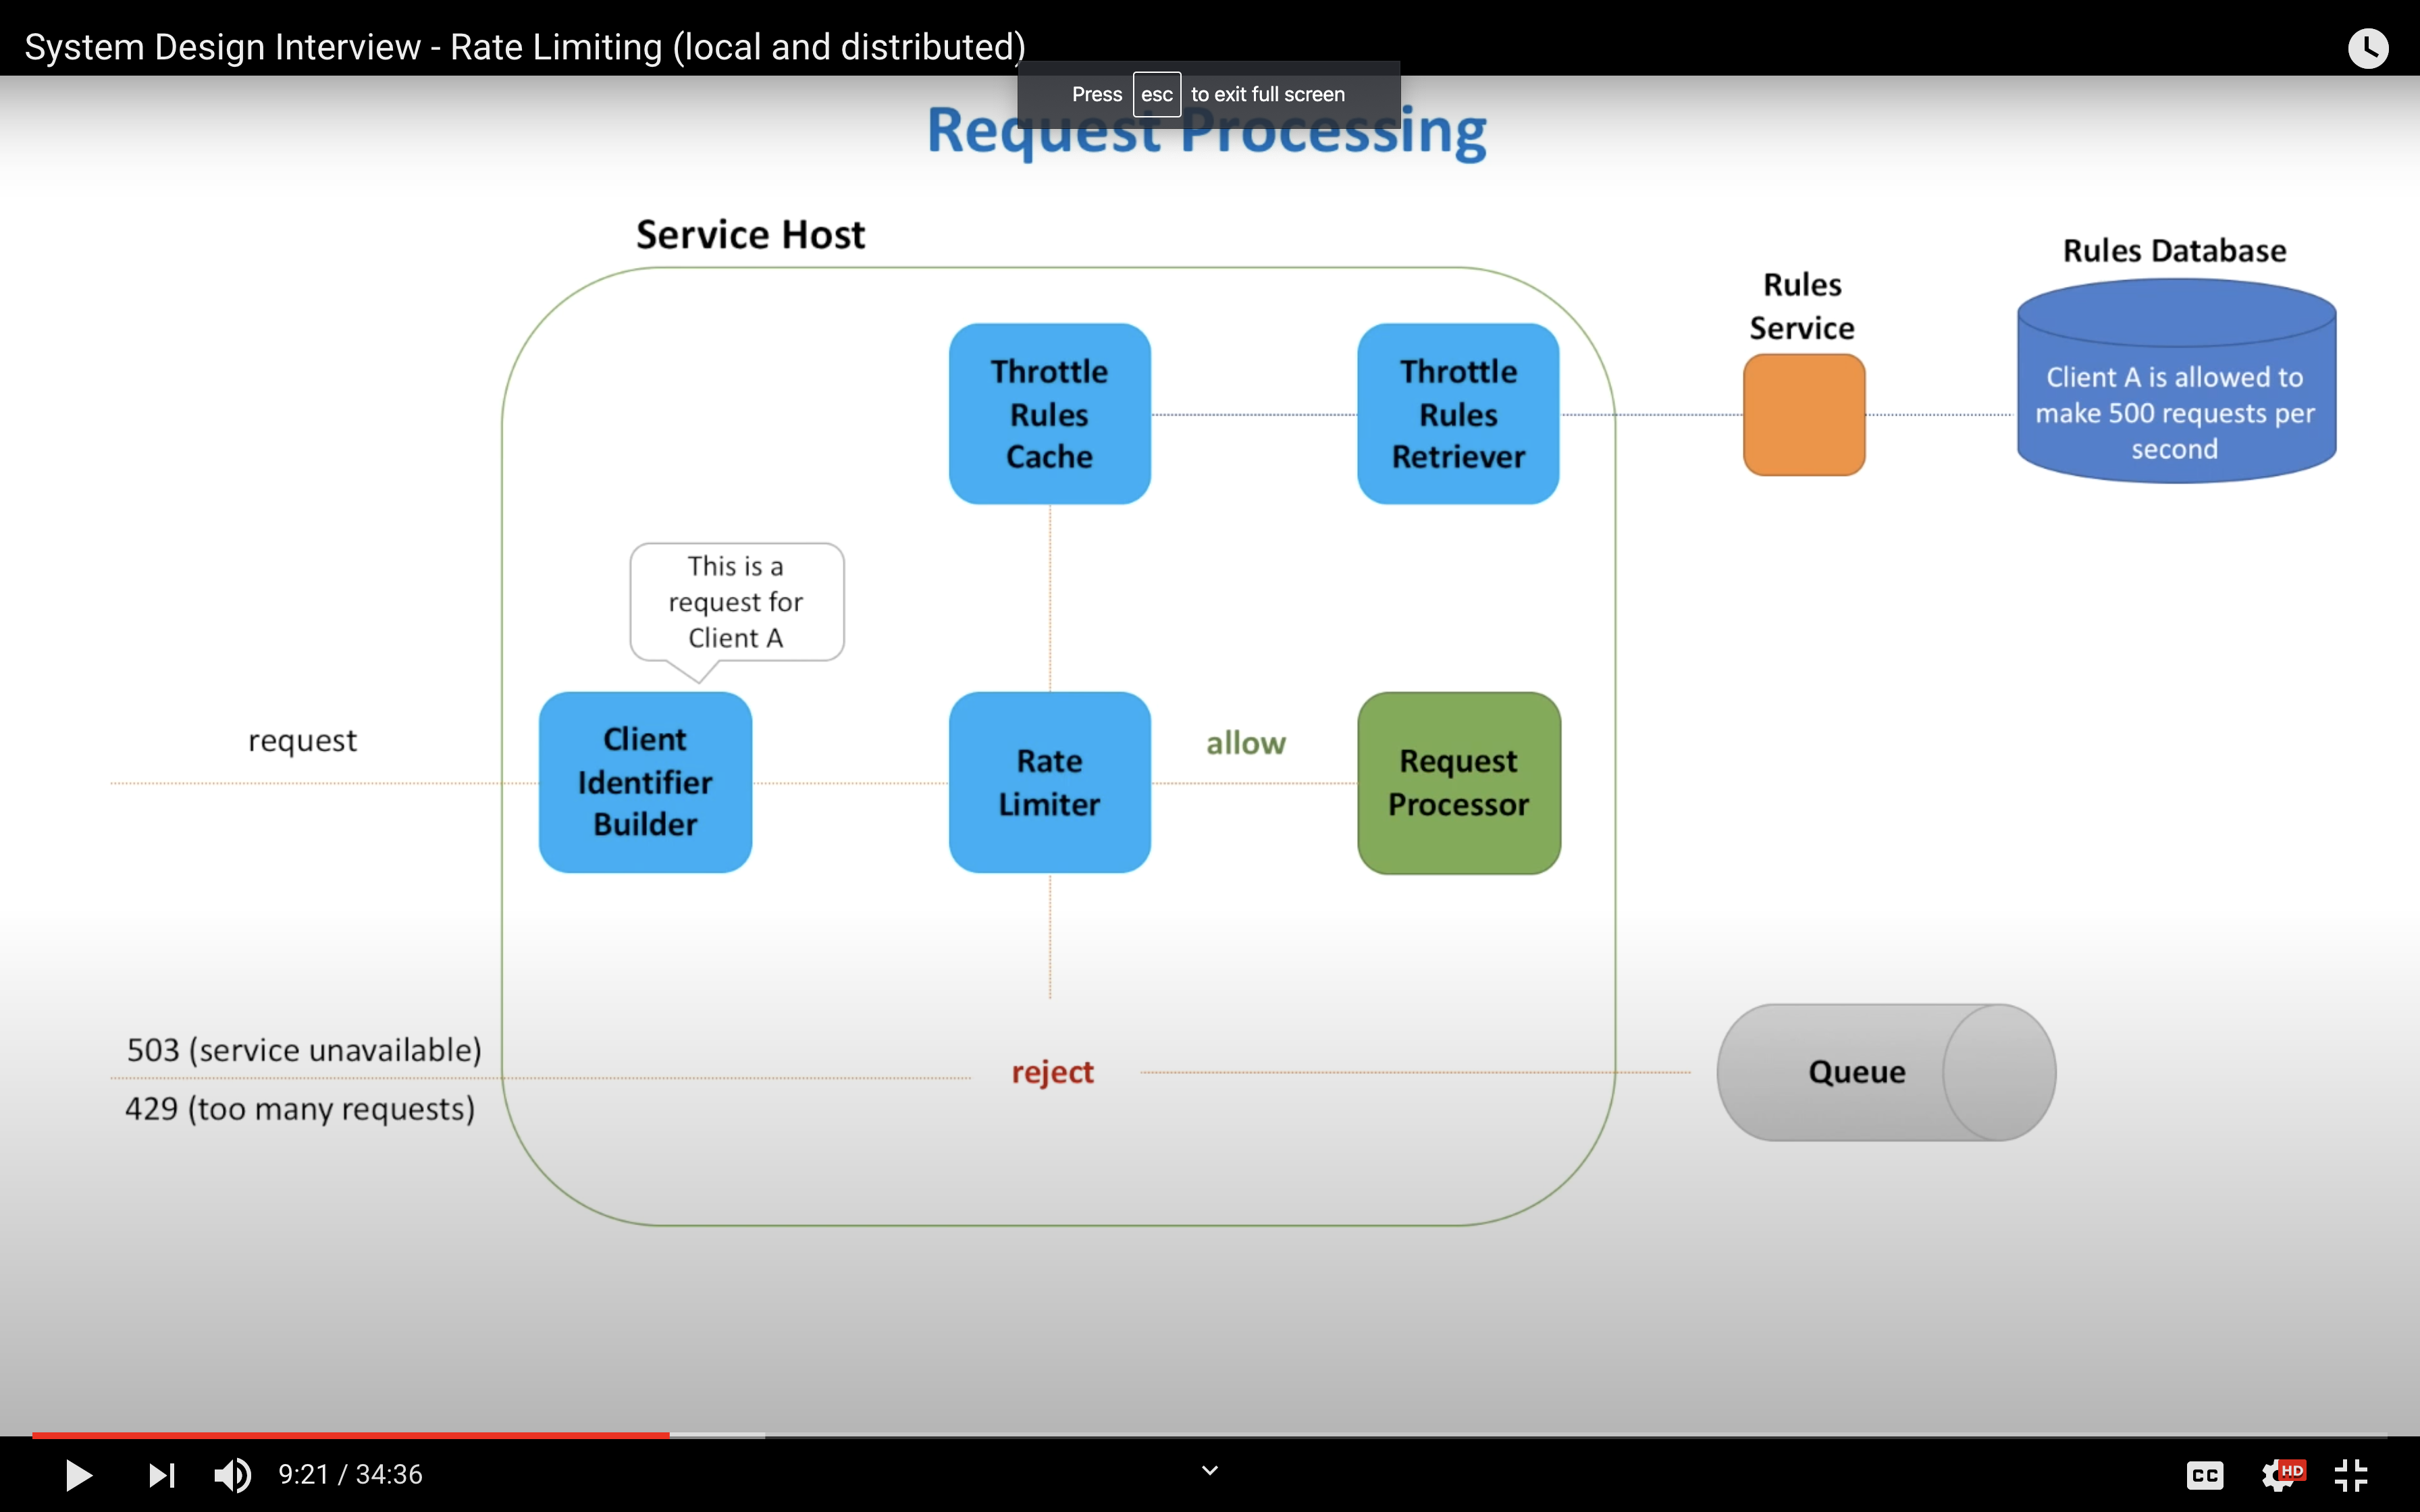 System Design Interview - Rate Limiting (local and distributed)
Press esc to exit full screen
Request Processing
Service Host
Rules Database
Rules
Service
Client A is allowed to
make 500 requests per
second
Throttle
Rules
Cache
Throttle
Rules
Retriever
This is a
request for
Client A
request
Client
Identifier
Builder
Rate
Limiter
allow
Request
Processor
503 (service unavailable)
429 (too many requests)
reject
Queue
9:21 / 34:36
CC
HD